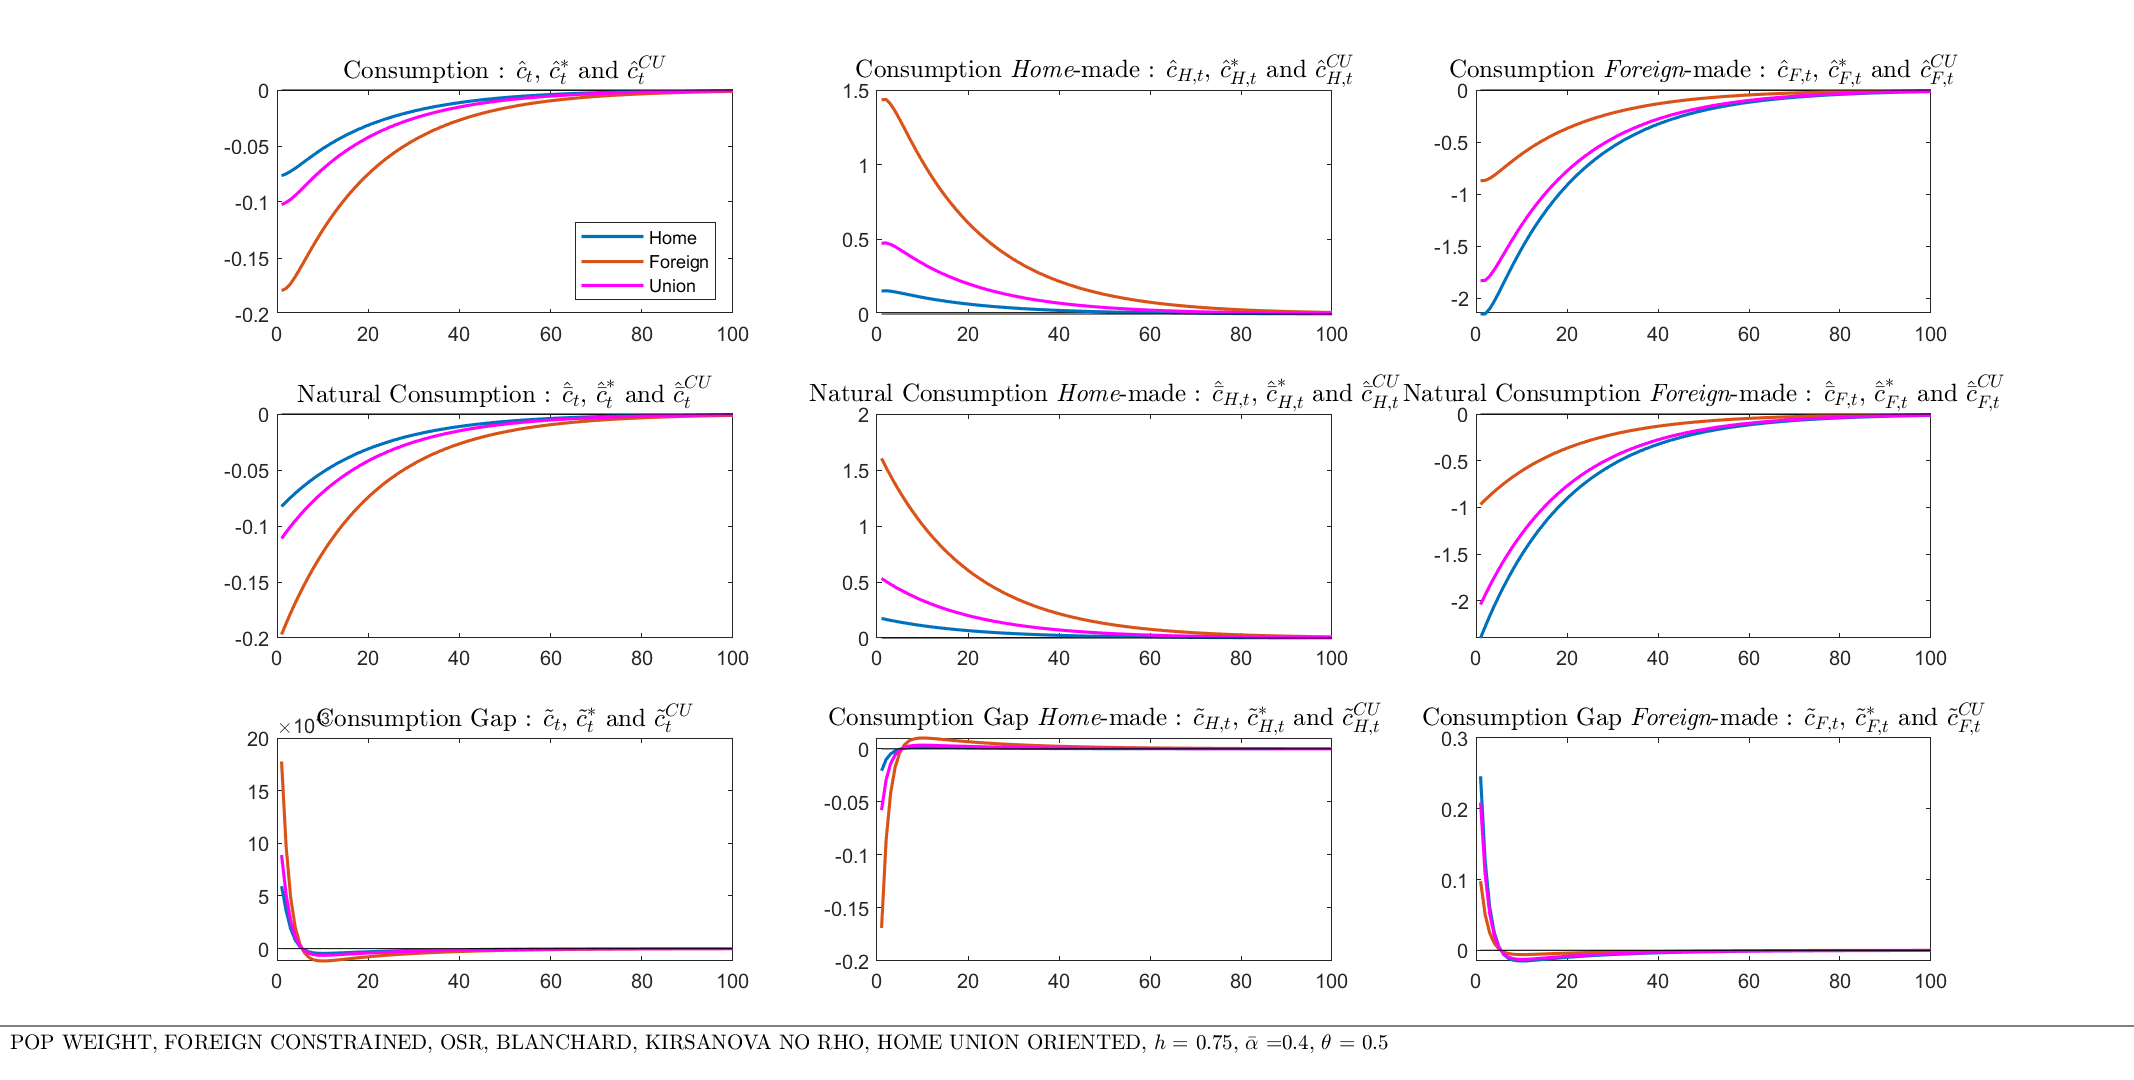 Consumption : ĉ_t, ĉ*_t and ĉ^CU_t
Consumption Home-made : ĉ_H,t, ĉ*_H,t and ĉ^CU_H,t
Consumption Foreign-made : ĉ_F,t, ĉ*_F,t and ĉ^CU_F,t
0
-0.05
-0.1
-0.15
-0.2
0 20 40 60 80 100
Home
Foreign
Union
1.5
1
0.5
0
0 20 40 60 80 100
0
-0.5
-1
-1.5
-2
0 20 40 60 80 100
Natural Consumption : c̄̂_t, c̄̂*_t and c̄̂^CU_t
Natural Consumption Home-made : c̄̂_H,t, c̄̂*_H,t and c̄̂^CU_H,t
Natural Consumption Foreign-made : c̄̂_F,t, c̄̂*_F,t and c̄̂^CU_F,t
0
-0.05
-0.1
-0.15
-0.2
0 20 40 60 80 100
2
1.5
1
0.5
0
0 20 40 60 80 100
0
-0.5
-1
-1.5
-2
0 20 40 60 80 100
×10^-3
Consumption Gap : c̃_t, c̃*_t and c̃^CU_t
Consumption Gap Home-made : c̃_H,t, c̃*_H,t and c̃^CU_H,t
Consumption Gap Foreign-made : c̃_F,t, c̃*_F,t and c̃^CU_F,t
20
15
10
5
0
0 20 40 60 80 100
0
-0.05
-0.1
-0.15
-0.2
0 20 40 60 80 100
0.3
0.2
0.1
0
0 20 40 60 80 100
POP WEIGHT, FOREIGN CONSTRAINED, OSR, BLANCHARD, KIRSANOVA NO RHO, HOME UNION ORIENTED, h = 0.75, ᾱ =0.4, θ = 0.5